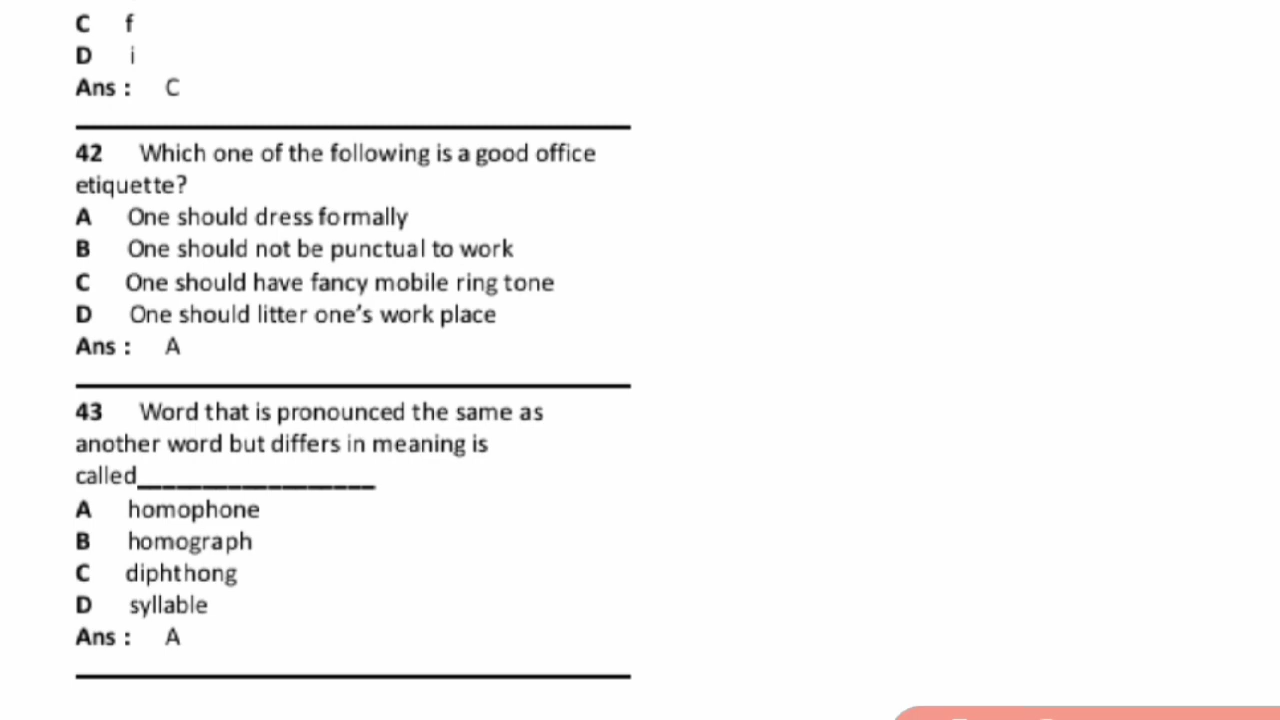 C f
D i
Ans : C
42 Which one of the following is a good office
etiquette?
A One should dress formally
B One should not be punctual to work
C One should have fancy mobile ring tone
D One should litter one's work place
Ans : A
43 Word that is pronounced the same as
another word but differs in meaning is
called__________________
A homophone
B homograph
C diphthong
D syllable
Ans : A